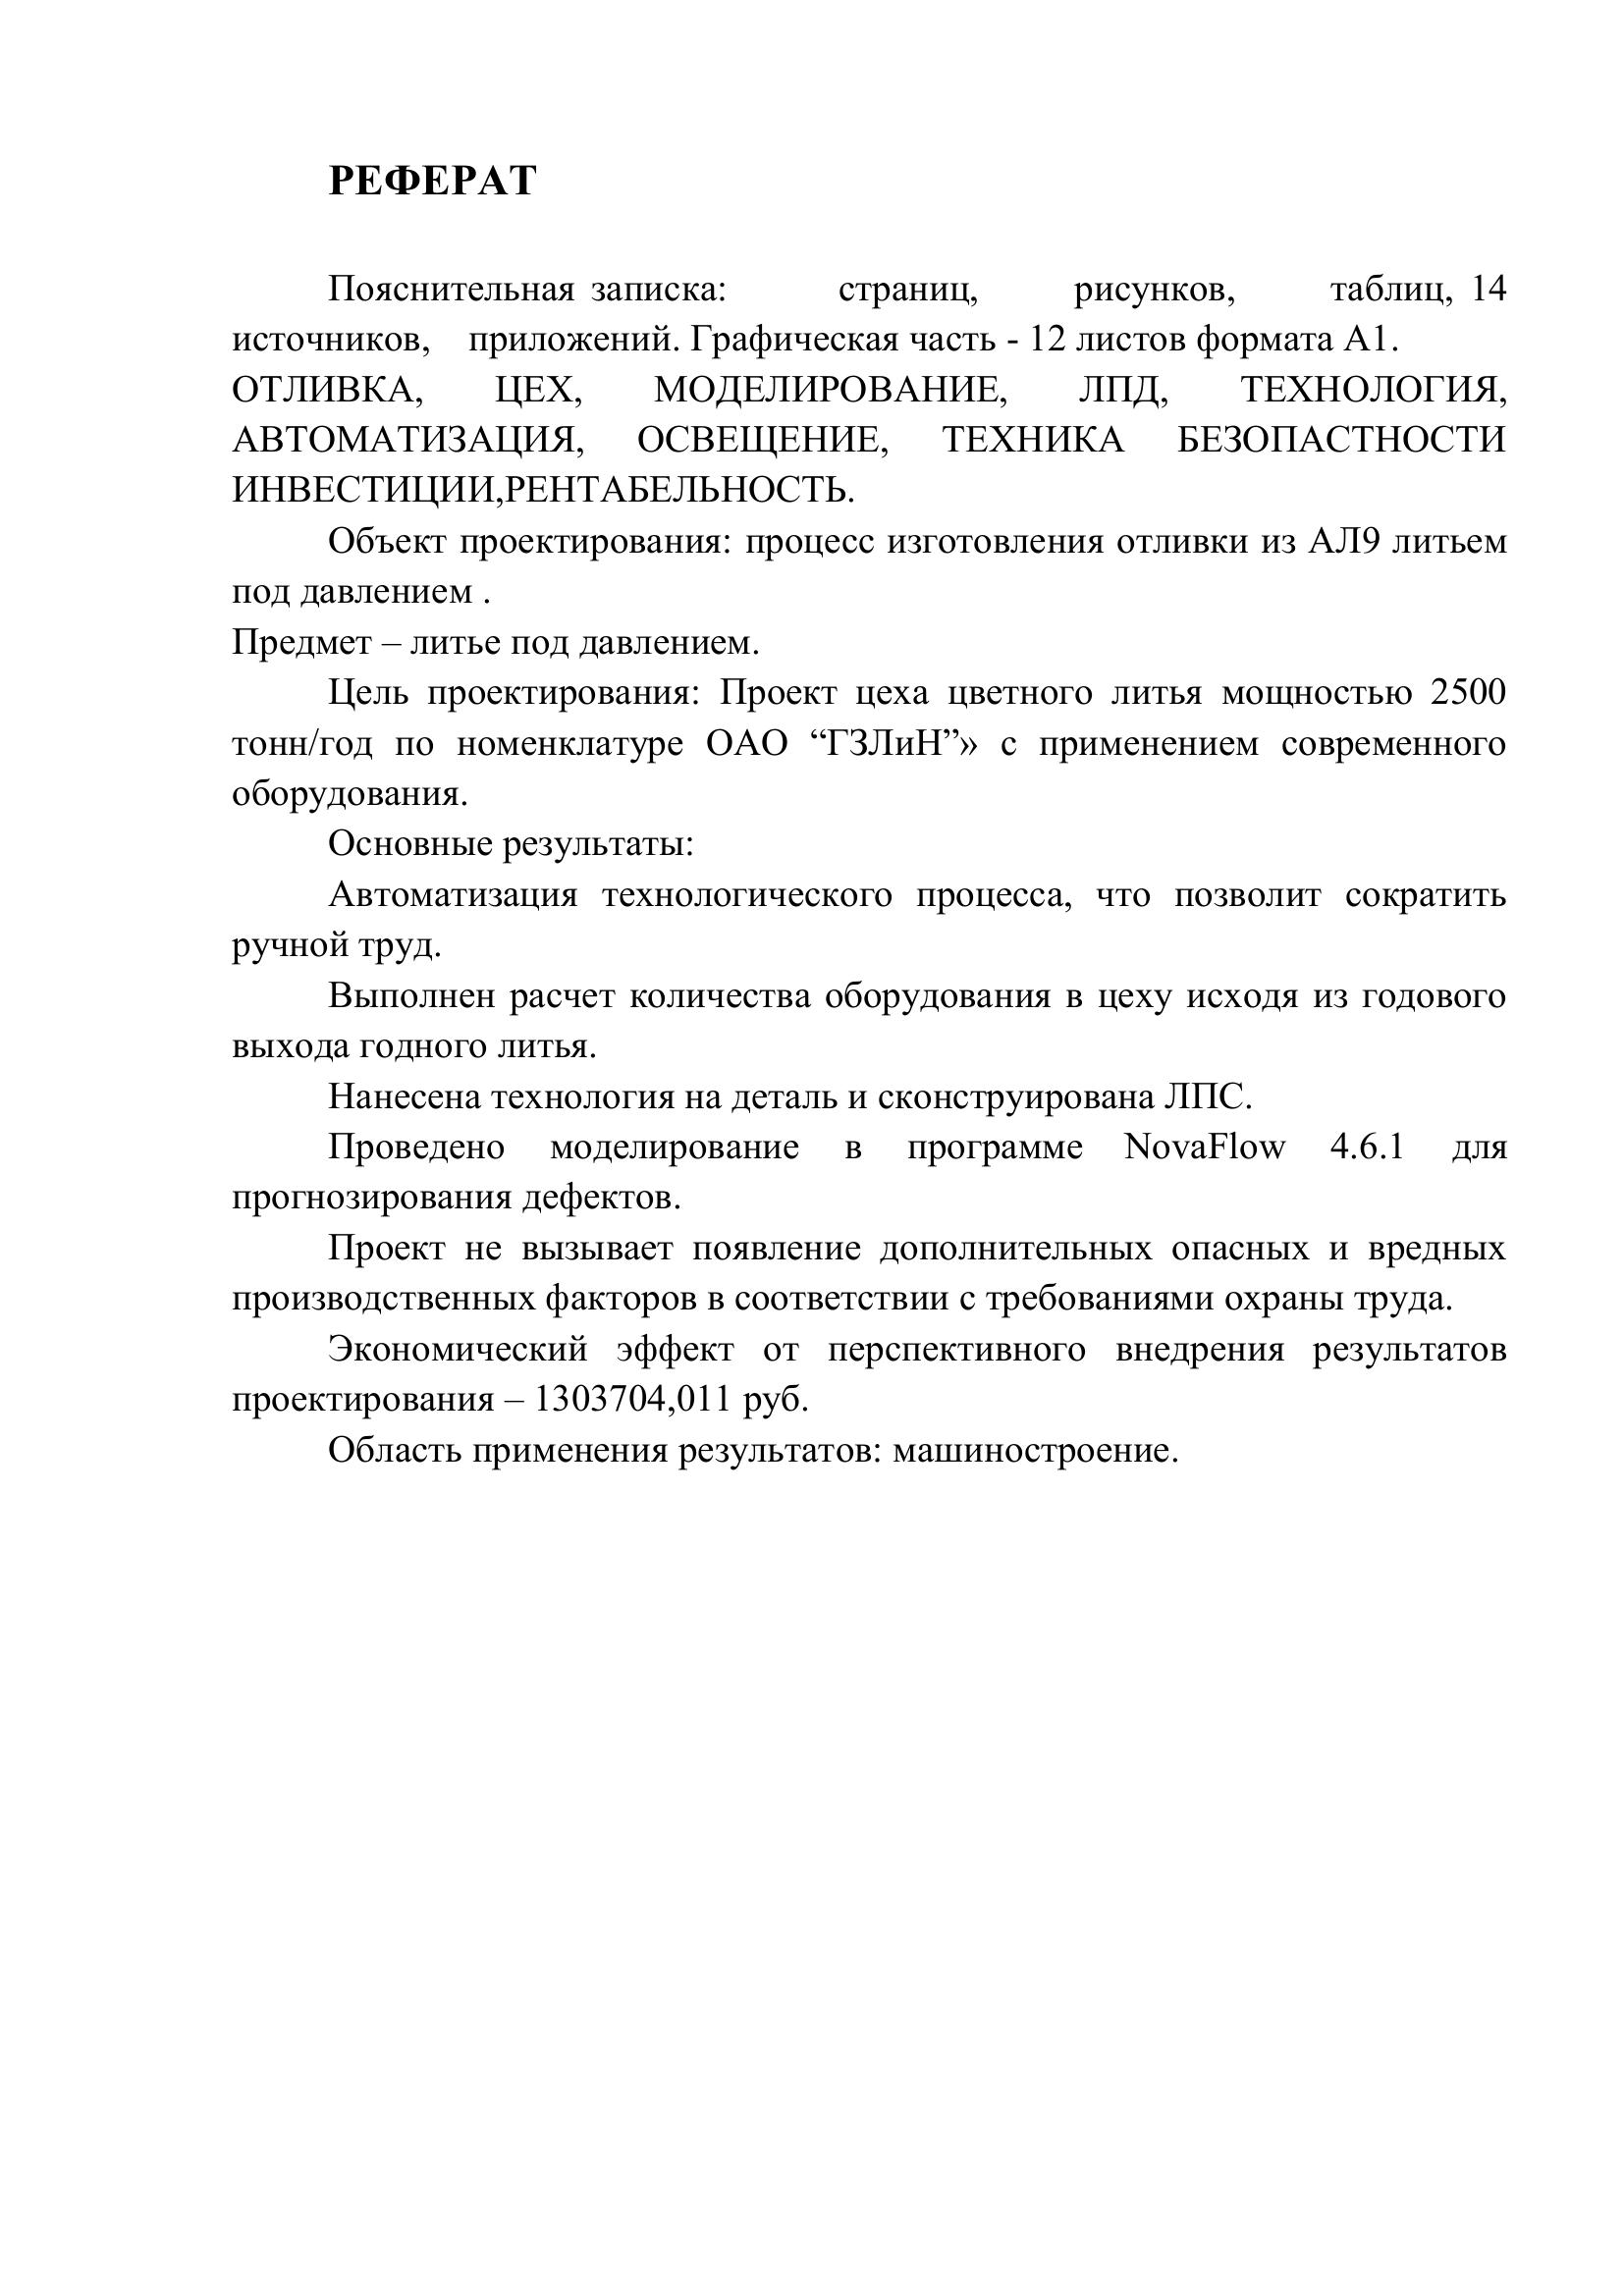 РЕФЕРАТ
Пояснительная записка: страниц, рисунков, таблиц, 14
источников, приложений. Графическая часть - 12 листов формата А1.
ОТЛИВКА, ЦЕХ, МОДЕЛИРОВАНИЕ, ЛПД, ТЕХНОЛОГИЯ,
АВТОМАТИЗАЦИЯ, ОСВЕЩЕНИЕ, ТЕХНИКА БЕЗОПАСТНОСТИ
ИНВЕСТИЦИИ,РЕНТАБЕЛЬНОСТЬ.
Объект проектирования: процесс изготовления отливки из АЛ9 литьем
под давлением .
Предмет – литье под давлением.
Цель проектирования: Проект цеха цветного литья мощностью 2500
тонн/год по номенклатуре ОАО “ГЗЛиН”» с применением современного
оборудования.
Основные результаты:
Автоматизация технологического процесса, что позволит сократить
ручной труд.
Выполнен расчет количества оборудования в цеху исходя из годового
выхода годного литья.
Нанесена технология на деталь и сконструирована ЛПС.
Проведено моделирование в программе NovaFlow 4.6.1 для
прогнозирования дефектов.
Проект не вызывает появление дополнительных опасных и вредных
производственных факторов в соответствии с требованиями охраны труда.
Экономический эффект от перспективного внедрения результатов
проектирования – 1303704,011 руб.
Область применения результатов: машиностроение.